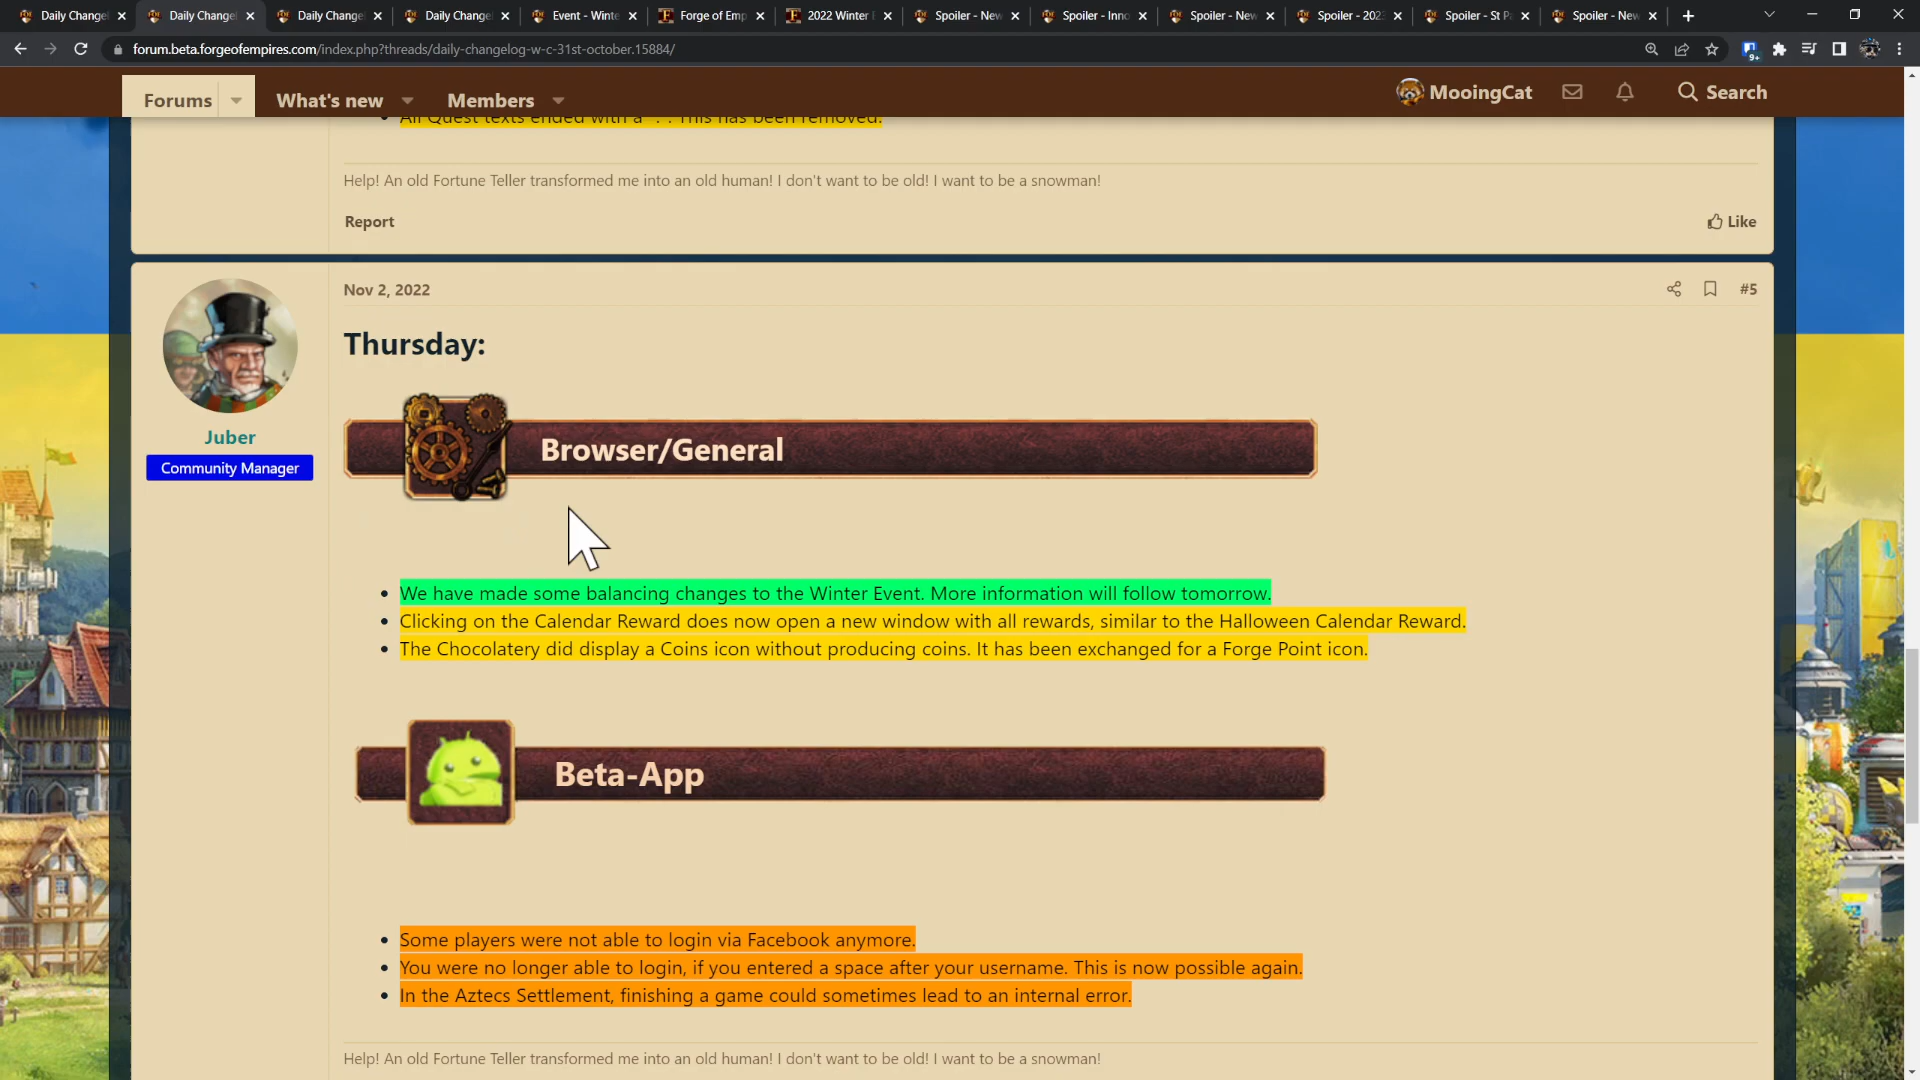 Daily Change
Daily Change
Daily Change
Daily Change
Event - Winte
Forge of Emp
2022 Winter E
Spoiler - New
Spoiler - Inno
Spoiler - New
Spoiler - 202
Spoiler - St P
Spoiler - New
forum.beta.forgeofempires.com/index.php?threads/daily-changelog-w-c-31st-october.15884/
9+
Forums
What's new
Members
MooingCat
Search
All Quest texts ended with a ". . This has been removed.
Help! An old Fortune Teller transformed me into an old human! I don't want to be old! I want to be a snowman!
Report
Like
Nov 2, 2022
#5
Juber
Community Manager
Thursday:
Browser/General
We have made some balancing changes to the Winter Event. More information will follow tomorrow.
Clicking on the Calendar Reward does now open a new window with all rewards, similar to the Halloween Calendar Reward.
The Chocolatery did display a Coins icon without producing coins. It has been exchanged for a Forge Point icon.
Beta-App
Some players were not able to login via Facebook anymore.
You were no longer able to login, if you entered a space after your username. This is now possible again.
In the Aztecs Settlement, finishing a game could sometimes lead to an internal error.
Help! An old Fortune Teller transformed me into an old human! I don't want to be old! I want to be a snowman!